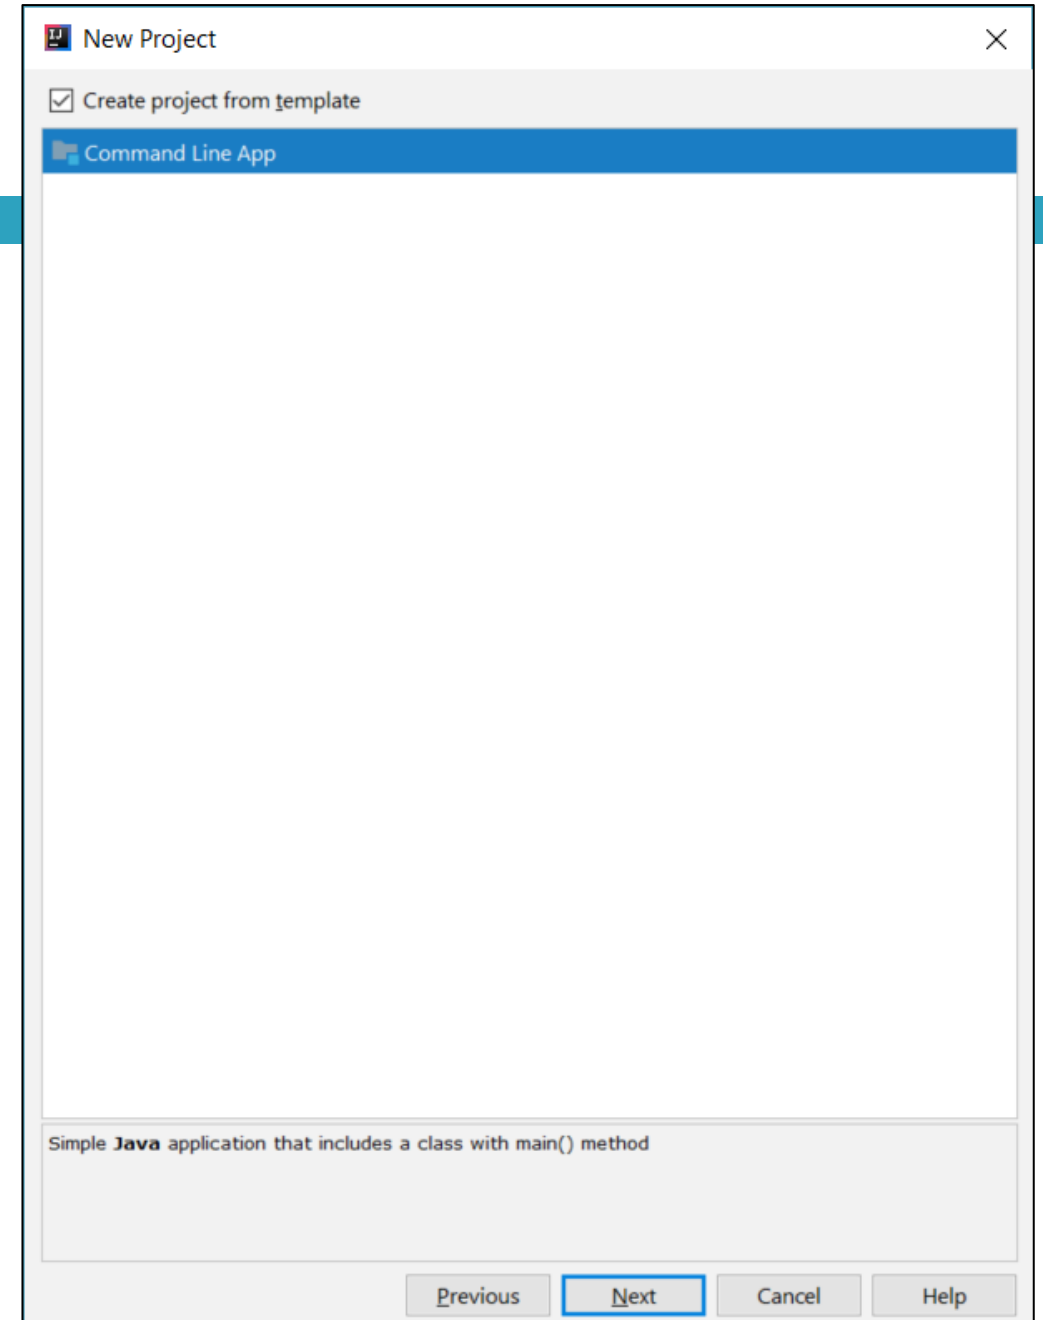 New Project
Create project from template
Command Line App
Simple Java application that includes a class with main() method
Previous Next Cancel Help